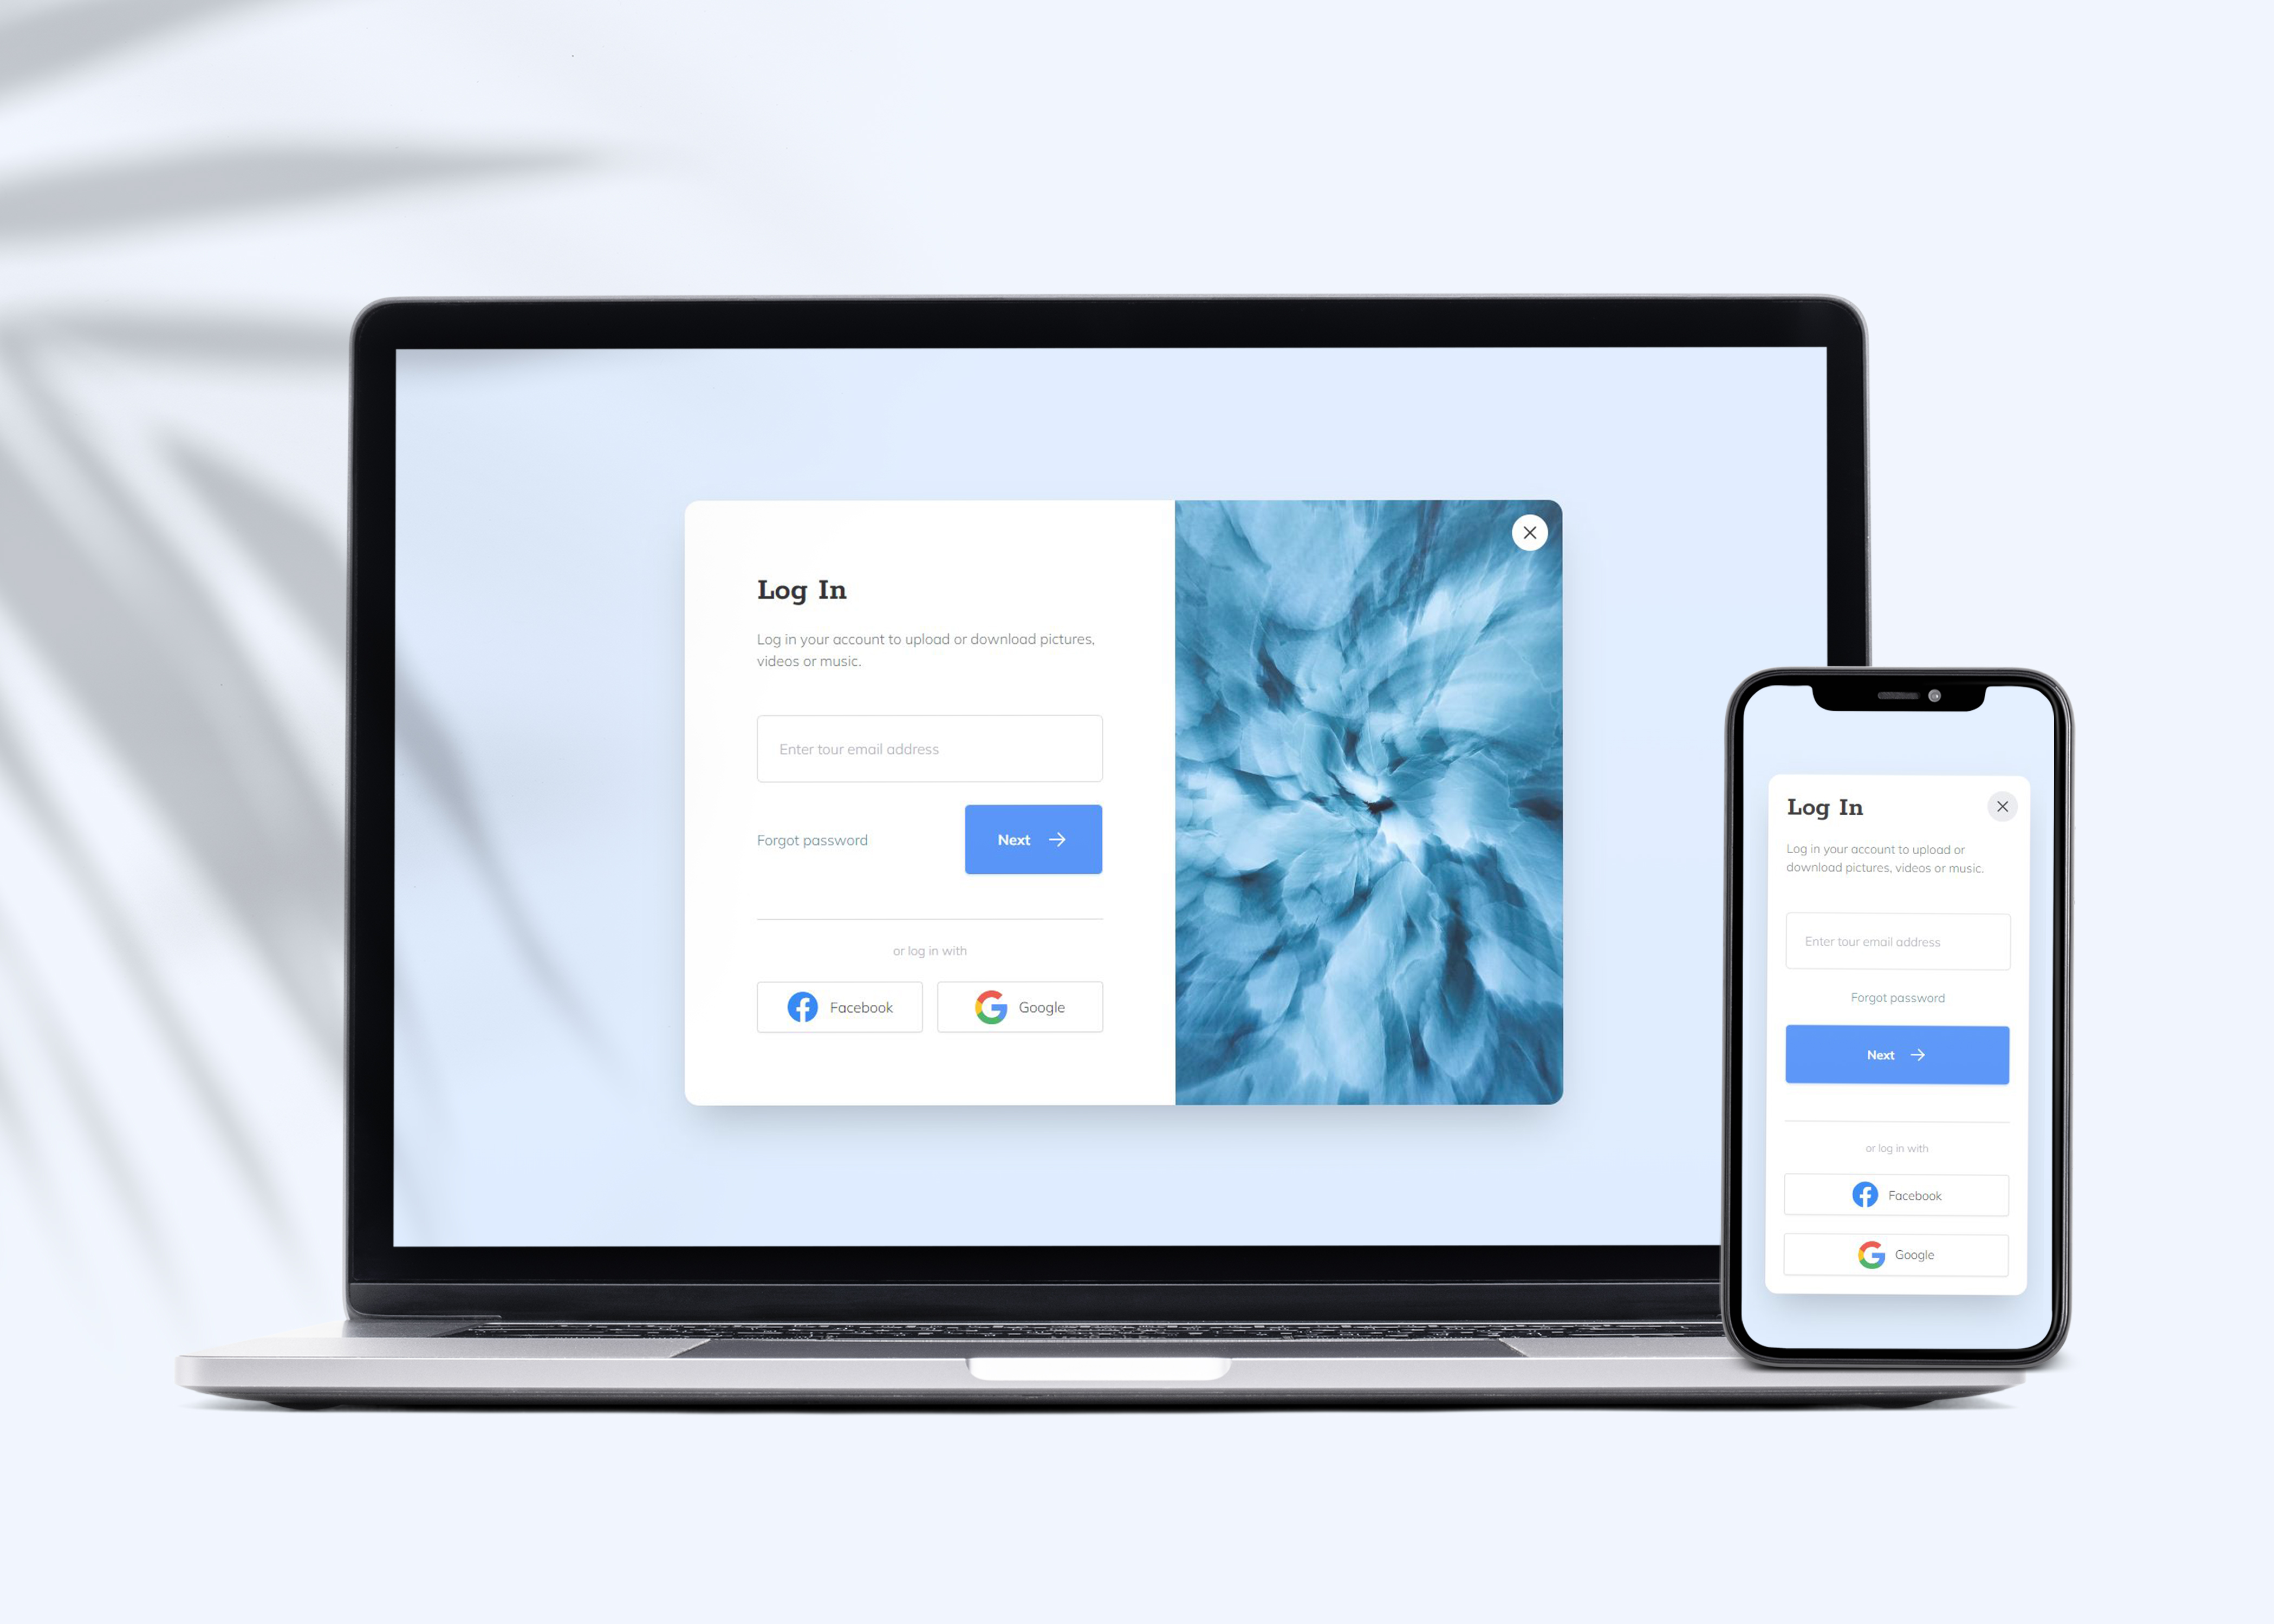 Log In
Log in your account to upload or download pictures,
videos or music.
Enter tour email address
Forgot password
Next
or log in with
Facebook
Google
Log In
Log in your account to upload or
download pictures, videos or music.
Enter tour email address
Forgot password
Next
or log in with
Facebook
Google